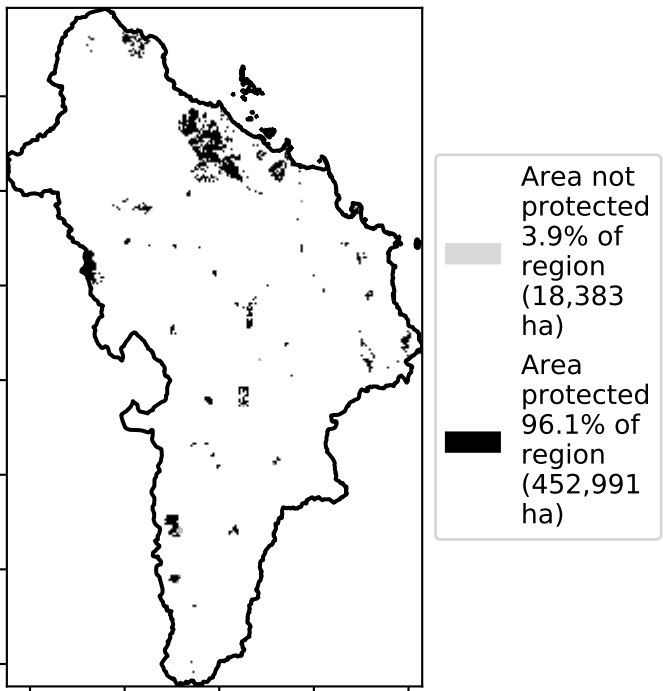 Area not
protected
3.9% of
region
(18,383
ha)
Area
protected
96.1% of
region
(452,991
ha)